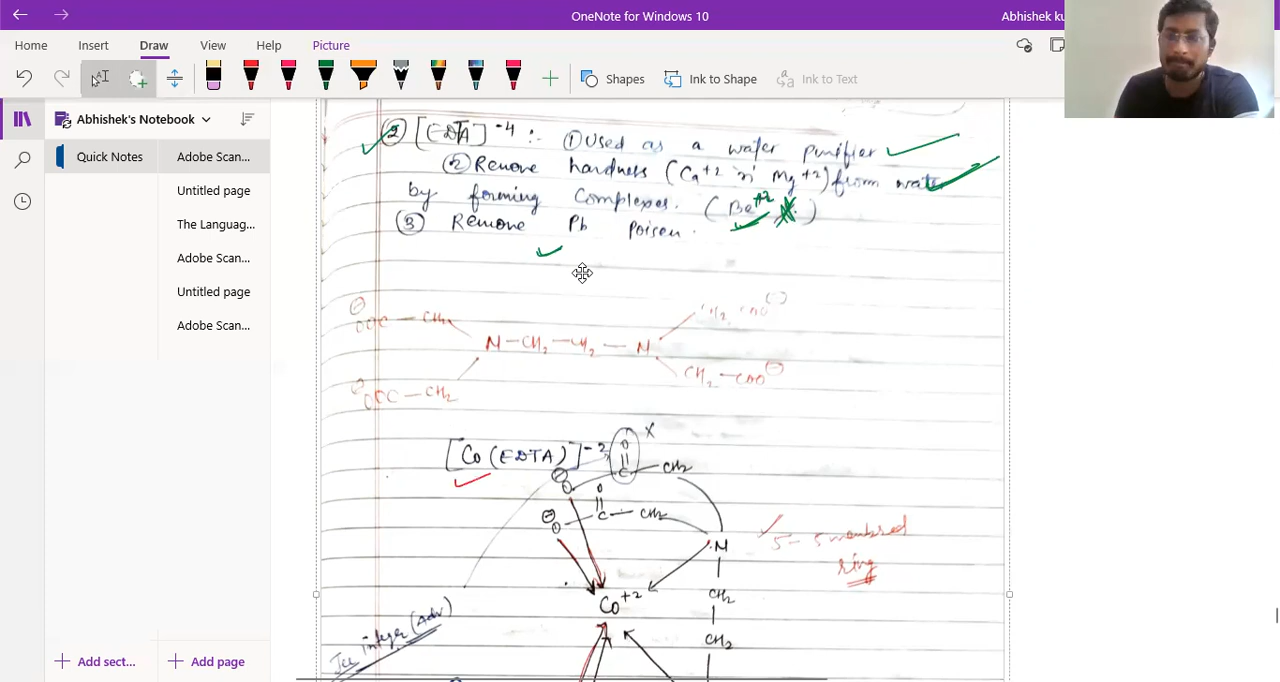 OneNote for Windows 10
Abhishek ku
Home Insert Draw View Help Picture
Shapes Ink to Shape Ink to Text
Abhishek's Notebook
Quick Notes
Adobe Scan...
Untitled page
The Languag...
Adobe Scan...
Untitled page
Adobe Scan...
+ Add sect...
+ Add page
② [EDTA]⁻⁴ :- ① Used as a water purifier
② Remove hardness (Ca⁺² 'n' Mg⁺²) from water
by forming Complexes. (Be⁺²)
③ Remove Pb Poison.
⊖OOC — CH₂ CH₂ COO(-)
N — CH₂ — CH₂ — N
⊖OOC — CH₂ CH₂ — COO⊖
[Co (EDTA)]⁻² O X
⊖ O C — CH₂
O
⊖ O — C — CH₂
N
5 - 5 membered
ring
Co⁺² CH₂
CH₂
Jee integer (Adv)